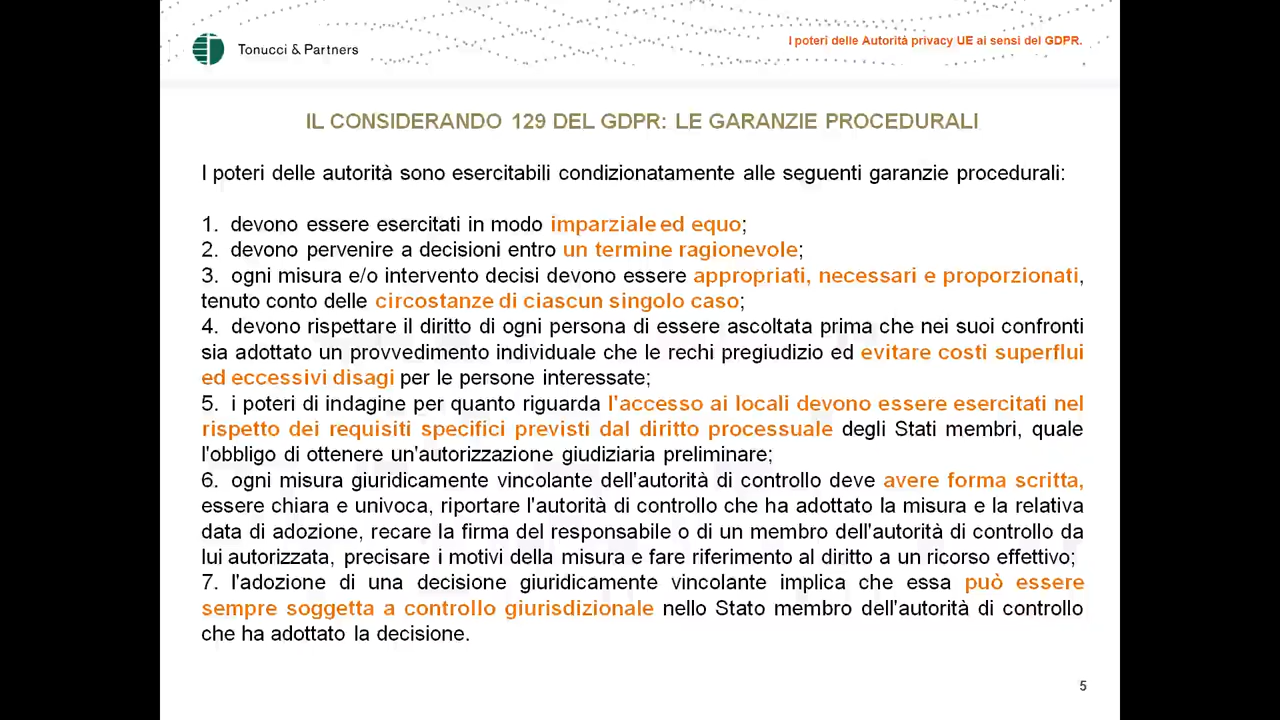 Tonucci & Partners
I poteri delle Autorità privacy UE ai sensi del GDPR.
IL CONSIDERANDO 129 DEL GDPR: LE GARANZIE PROCEDURALI
I poteri delle autorità sono esercitabili condizionatamente alle seguenti garanzie procedurali:
1. devono essere esercitati in modo imparziale ed equo;
2. devono pervenire a decisioni entro un termine ragionevole;
3. ogni misura e/o intervento decisi devono essere appropriati, necessari e proporzionati,
tenuto conto delle circostanze di ciascun singolo caso;
4. devono rispettare il diritto di ogni persona di essere ascoltata prima che nei suoi confronti
sia adottato un provvedimento individuale che le rechi pregiudizio ed evitare costi superflui
ed eccessivi disagi per le persone interessate;
5. i poteri di indagine per quanto riguarda l'accesso ai locali devono essere esercitati nel
rispetto dei requisiti specifici previsti dal diritto processuale degli Stati membri, quale
l'obbligo di ottenere un'autorizzazione giudiziaria preliminare;
6. ogni misura giuridicamente vincolante dell'autorità di controllo deve avere forma scritta,
essere chiara e univoca, riportare l'autorità di controllo che ha adottato la misura e la relativa
data di adozione, recare la firma del responsabile o di un membro dell'autorità di controllo da
lui autorizzata, precisare i motivi della misura e fare riferimento al diritto a un ricorso effettivo;
7. l'adozione di una decisione giuridicamente vincolante implica che essa può essere
sempre soggetta a controllo giurisdizionale nello Stato membro dell'autorità di controllo
che ha adottato la decisione.
5